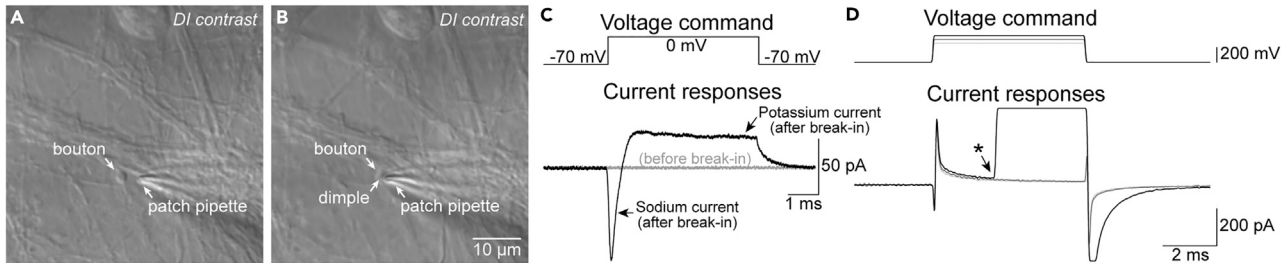 A
DI contrast
bouton
patch pipette
B
DI contrast
bouton
dimple
patch pipette
10 µm
C
Voltage command
-70 mV
0 mV
-70 mV
Current responses
Potassium current
(after break-in)
(before break-in)
50 pA
Sodium current
(after break-in)
1 ms
D
Voltage command
200 mV
Current responses
*
200 pA
2 ms